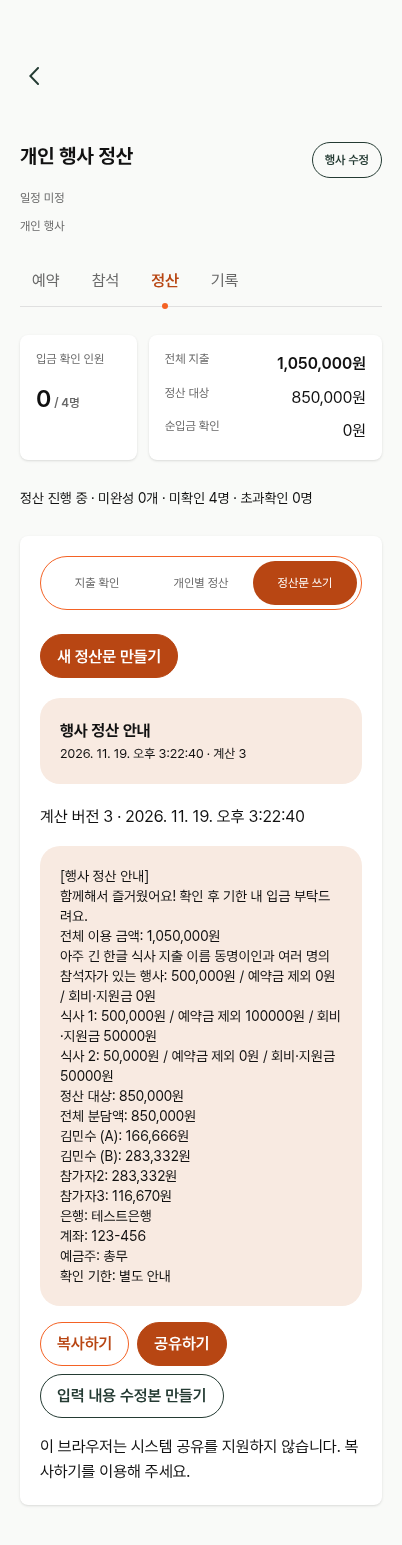 개인 행사 정산
행사 수정
일정 미정
개인 행사
예약 참석 정산 기록
입금 확인 인원
0 / 4명
전체 지출 1,050,000원
정산 대상 850,000원
순입금 확인 0원
정산 진행 중 · 미완성 0개 · 미확인 4명 · 초과확인 0명
지출 확인 개인별 정산 정산문 쓰기
새 정산문 만들기
행사 정산 안내
2026. 11. 19. 오후 3:22:40 · 계산 3
계산 버전 3 · 2026. 11. 19. 오후 3:22:40
[행사 정산 안내]
함께해서 즐거웠어요! 확인 후 기한 내 입금 부탁드
려요.
전체 이용 금액: 1,050,000원
아주 긴 한글 식사 지출 이름 동명이인과 여러 명의
참석자가 있는 행사: 500,000원 / 예약금 제외 0원
/ 회비·지원금 0원
식사 1: 500,000원 / 예약금 제외 100000원 / 회비
·지원금 50000원
식사 2: 50,000원 / 예약금 제외 0원 / 회비·지원금
50000원
정산 대상: 850,000원
전체 분담액: 850,000원
김민수 (A): 166,666원
김민수 (B): 283,332원
참가자2: 283,332원
참가자3: 116,670원
은행: 테스트은행
계좌: 123-456
예금주: 총무
확인 기한: 별도 안내
복사하기 공유하기
입력 내용 수정본 만들기
이 브라우저는 시스템 공유를 지원하지 않습니다. 복
사하기를 이용해 주세요.